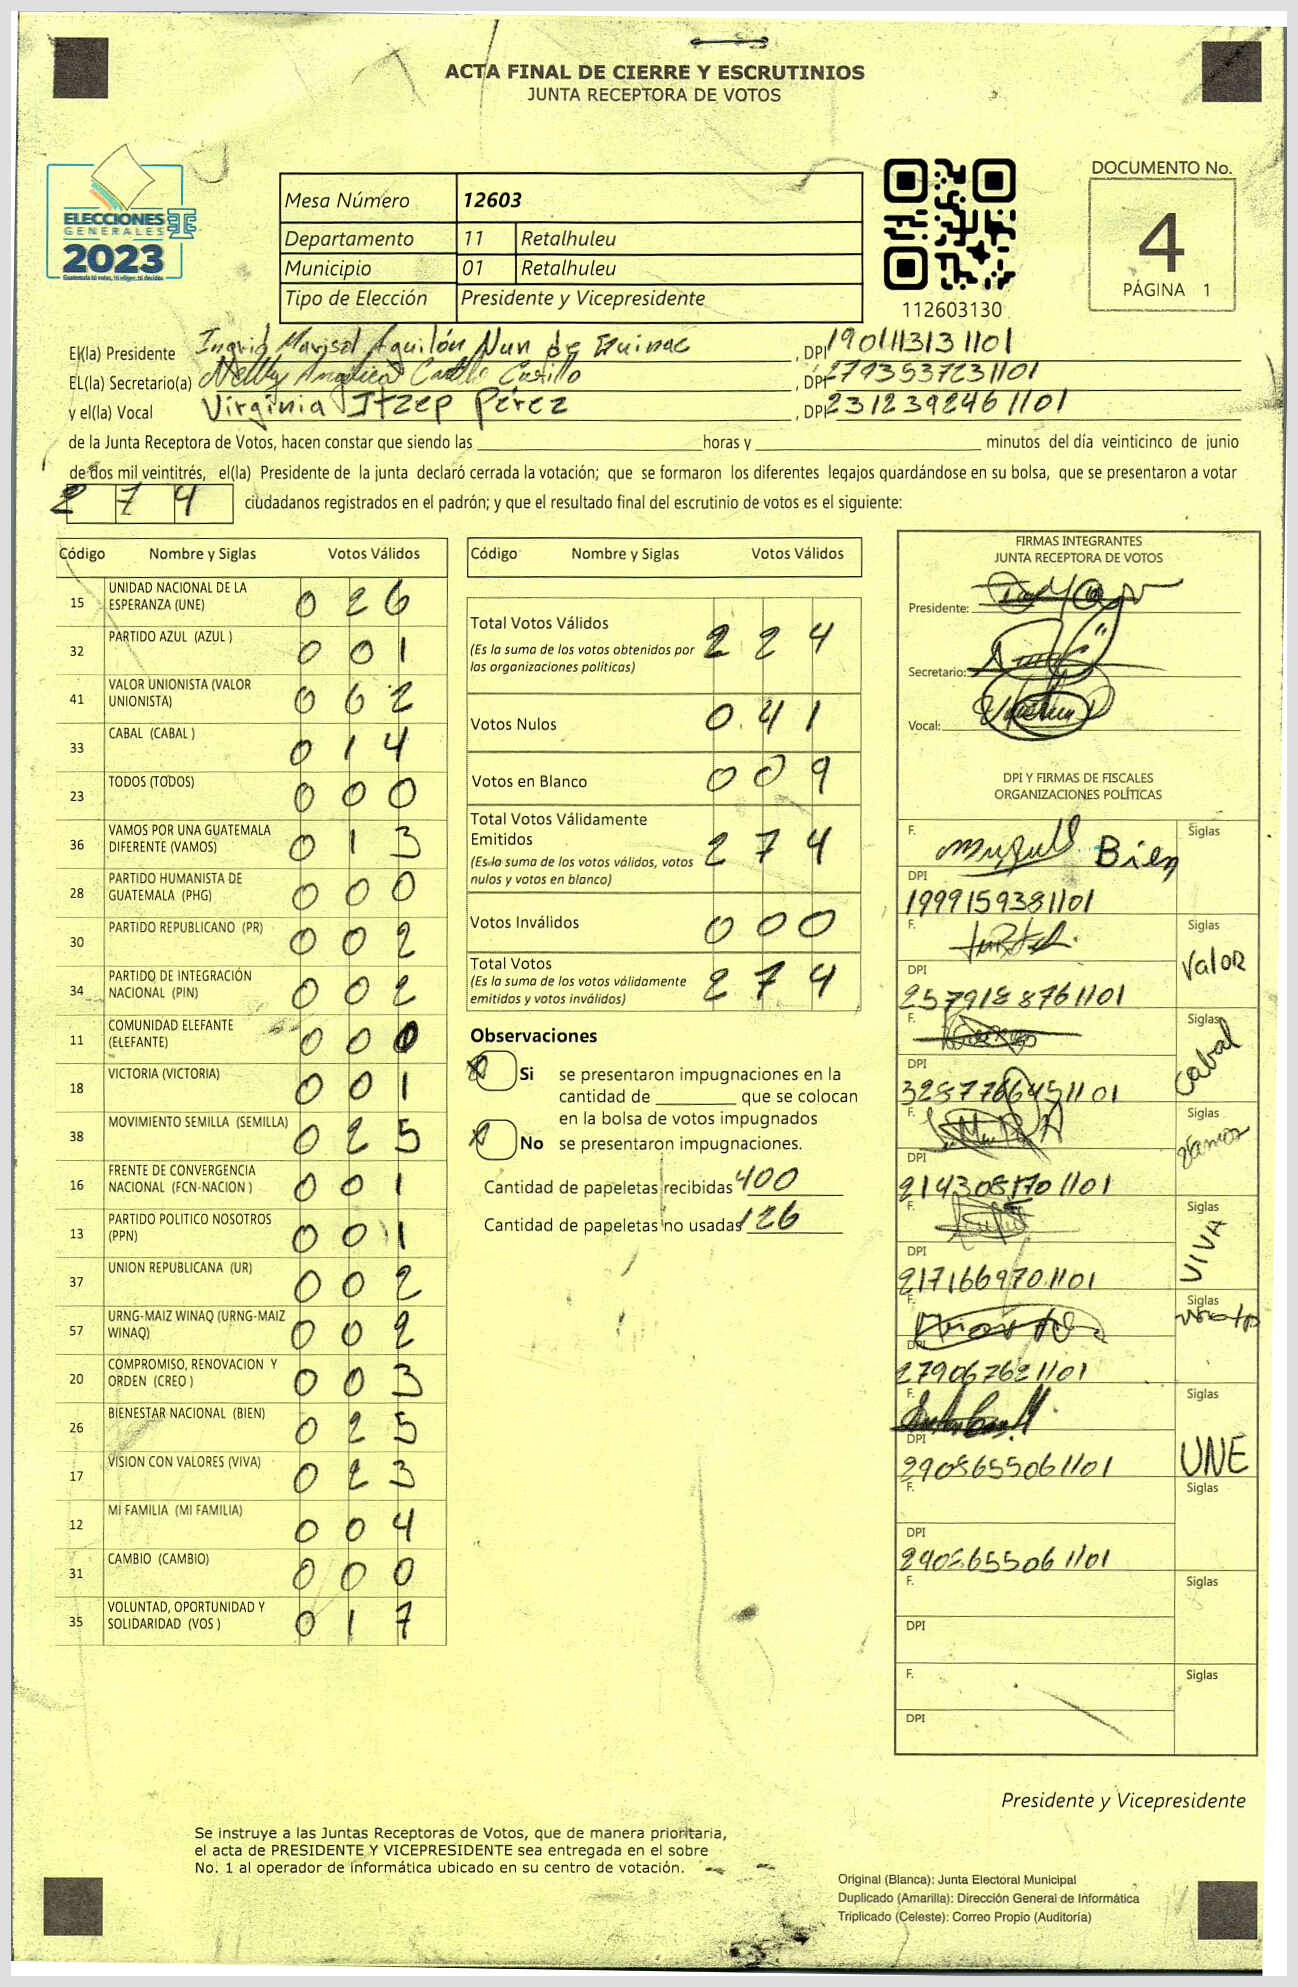 ACTA FINAL DE CIERRE Y ESCRUTINIOS
JUNTA RECEPTORA DE VOTOS
ELECCIONES
GENERALES
2023
Guatemala tú votas, tú eliges, tú decides
Mesa Número 12603
Departamento 11 Retalhuleu
Municipio 01 Retalhuleu
Tipo de Elección Presidente y Vicepresidente
112603130
DOCUMENTO No.
4
PÁGINA 1
El(la) Presidente Ingrid Marisol Aguilón Nun de , DPI 1901113131101
EL(la) Secretario(a) Nelly Angélica Castillo , DPI 2793537231101
y el(la) Vocal Virginia Itzep Pérez , DPI 2312392461101
de la Junta Receptora de Votos, hacen constar que siendo las horas y minutos del día veinticinco de junio
de dos mil veintitrés, el(la) Presidente de la junta declaró cerrada la votación; que se formaron los diferentes legajos quardándose en su bolsa, que se presentaron a votar
2 7 4 ciudadanos registrados en el padrón; y que el resultado final del escrutinio de votos es el siguiente:
Código Nombre y Siglas Votos Válidos
15 UNIDAD NACIONAL DE LA ESPERANZA (UNE) 0 2 6
32 PARTIDO AZUL (AZUL ) 0 0 1
41 VALOR UNIONISTA (VALOR UNIONISTA) 0 6 2
33 CABAL (CABAL ) 0 1 4
23 TODOS (TODOS) 0 0 0
36 VAMOS POR UNA GUATEMALA DIFERENTE (VAMOS) 0 1 3
28 PARTIDO HUMANISTA DE GUATEMALA (PHG) 0 0 0
30 PARTIDO REPUBLICANO (PR) 0 0 2
34 PARTIDO DE INTEGRACIÓN NACIONAL (PIN) 0 0 2
11 COMUNIDAD ELEFANTE (ELEFANTE) 0 0 0
18 VICTORIA (VICTORIA) 0 0 1
38 MOVIMIENTO SEMILLA (SEMILLA) 0 2 5
16 FRENTE DE CONVERGENCIA NACIONAL (FCN-NACION ) 0 0 1
13 PARTIDO POLITICO NOSOTROS (PPN) 0 0 1
37 UNION REPUBLICANA (UR) 0 0 2
57 URNG-MAIZ WINAQ (URNG-MAIZ WINAQ) 0 0 2
20 COMPROMISO, RENOVACION Y ORDEN (CREO ) 0 0 3
26 BIENESTAR NACIONAL (BIEN) 0 2 5
17 VISION CON VALORES (VIVA) 0 2 3
12 MI FAMILIA (MI FAMILIA) 0 0 4
31 CAMBIO (CAMBIO) 0 0 0
35 VOLUNTAD, OPORTUNIDAD Y SOLIDARIDAD (VOS ) 0 1 7
Código Nombre y Siglas Votos Válidos
Total Votos Válidos 2 2 4
(Es la suma de los votos obtenidos por
las organizaciones políticas)
Votos Nulos 0 4 1
Votos en Blanco 0 0 9
Total Votos Válidamente
Emitidos 2 7 4
(Es la suma de los votos válidos, votos
nulos y votos en blanco)
Votos Inválidos 0 0 0
Total Votos 2 7 4
(Es la suma de los votos válidamente
emitidos y votos inválidos)
Observaciones
Si se presentaron impugnaciones en la
cantidad de que se colocan
en la bolsa de votos impugnados
No se presentaron impugnaciones.
Cantidad de papeletas recibidas 400
Cantidad de papeletas no usadas 126
FIRMAS INTEGRANTES
JUNTA RECEPTORA DE VOTOS
Presidente:
Secretario:
Vocal:
DPI Y FIRMAS DE FISCALES
ORGANIZACIONES POLÍTICAS
F. Bien Siglas
DPI
1999159381101
F. Siglas Valor
DPI
2579188761101
F. Siglas Cabal
DPI
3287766451101
F. Siglas Vamos
DPI
2143081701101
F. Siglas VIVA
DPI
2171669701101
F. Siglas
DPI
279067621101
F. Siglas UNE
DPI
2908655061101
F. Siglas
DPI
2908655061101
F. Siglas
DPI
F. Siglas
DPI
Presidente y Vicepresidente
Se instruye a las Juntas Receptoras de Votos, que de manera prioritaria,
el acta de PRESIDENTE Y VICEPRESIDENTE sea entregada en el sobre
No. 1 al operador de informática ubicado en su centro de votación.
Original (Blanca): Junta Electoral Municipal
Duplicado (Amarilla): Dirección General de Informática
Triplicado (Celeste): Correo Propio (Auditoría)